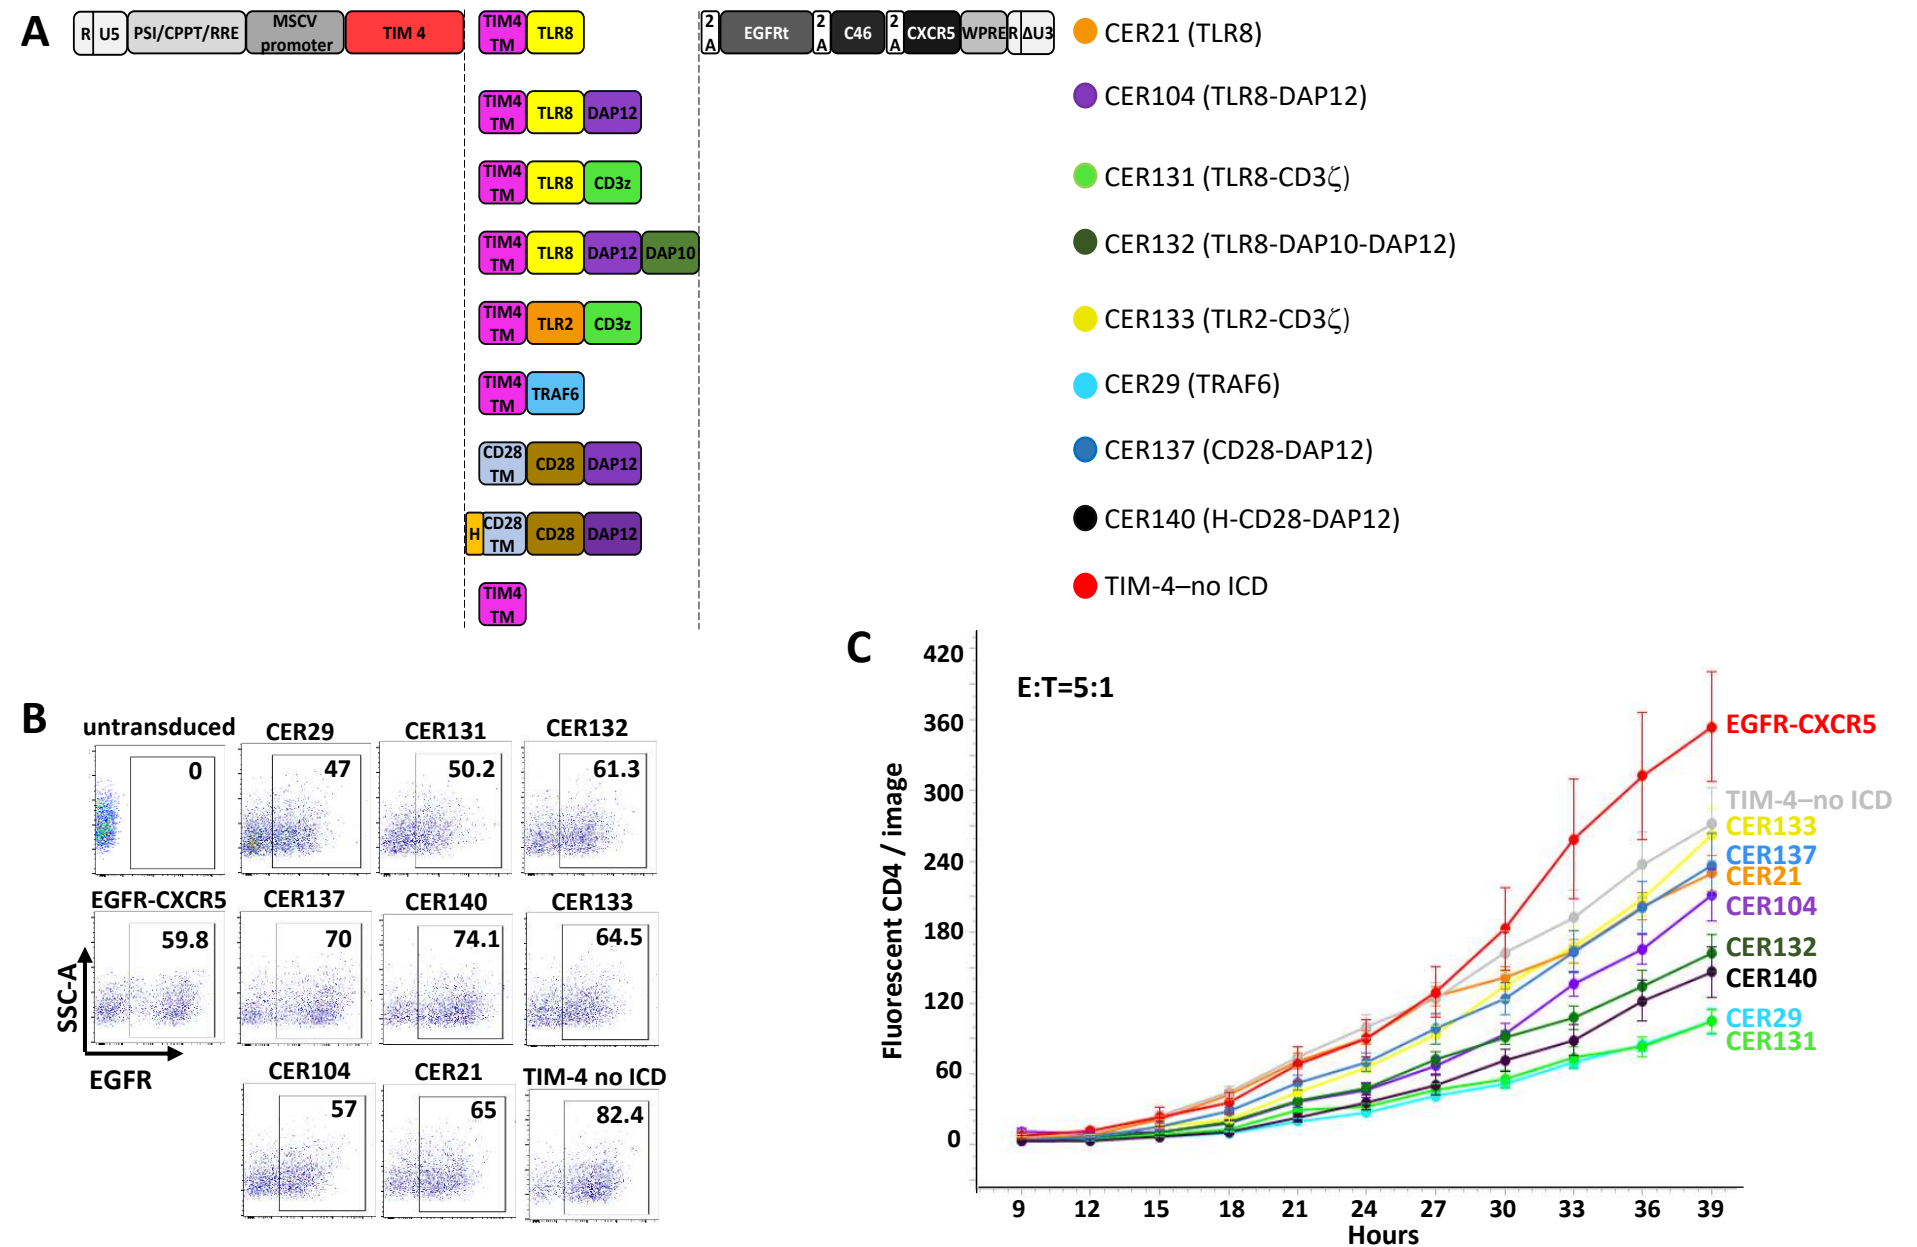 A
R U5 PSI/CPPT/RRE MSCV promoter TIM 4 TIM4 TM TLR8 2A EGFRt 2A C46 2A CXCR5 WPRE R ΔU3
TIM4 TM TLR8 DAP12
TIM4 TM TLR8 CD3z
TIM4 TM TLR8 DAP12 DAP10
TIM4 TM TLR2 CD3z
TIM4 TM TRAF6
CD28 TM CD28 DAP12
H CD28 TM CD28 DAP12
TIM4 TM
CER21 (TLR8)
CER104 (TLR8-DAP12)
CER131 (TLR8-CD3ζ)
CER132 (TLR8-DAP10-DAP12)
CER133 (TLR2-CD3ζ)
CER29 (TRAF6)
CER137 (CD28-DAP12)
CER140 (H-CD28-DAP12)
TIM-4–no ICD
B
untransduced CER29 CER131 CER132
0 47 50.2 61.3
EGFR-CXCR5 CER137 CER140 CER133
59.8 70 74.1 64.5
SSC-A
EGFR
CER104 CER21 TIM-4 no ICD
57 65 82.4
C
E:T=5:1
Fluorescent CD4 / image
420
360
300
240
180
120
60
0
9 12 15 18 21 24 27 30 33 36 39
Hours
EGFR-CXCR5
TIM-4–no ICD
CER133
CER137
CER21
CER104
CER132
CER140
CER29
CER131